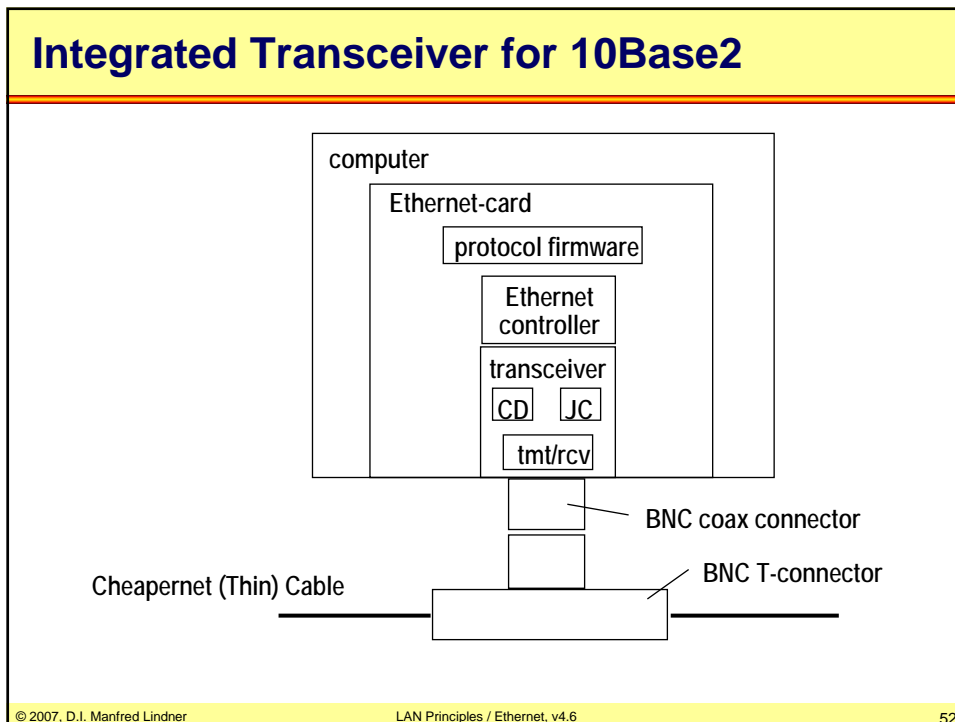 Integrated Transceiver for 10Base2
computer
Ethernet-card
protocol firmware
Ethernet
controller
transceiver
CD JC
tmt/rcv
BNC coax connector
BNC T-connector
Cheapernet (Thin) Cable
© 2007, D.I. Manfred Lindner
LAN Principles / Ethernet, v4.6
52